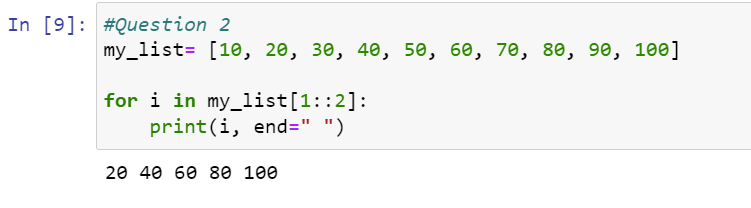 In [9]: #Question 2
my_list= [10, 20, 30, 40, 50, 60, 70, 80, 90, 100]
for i in my_list[1::2]:
    print(i, end=" ")
20 40 60 80 100